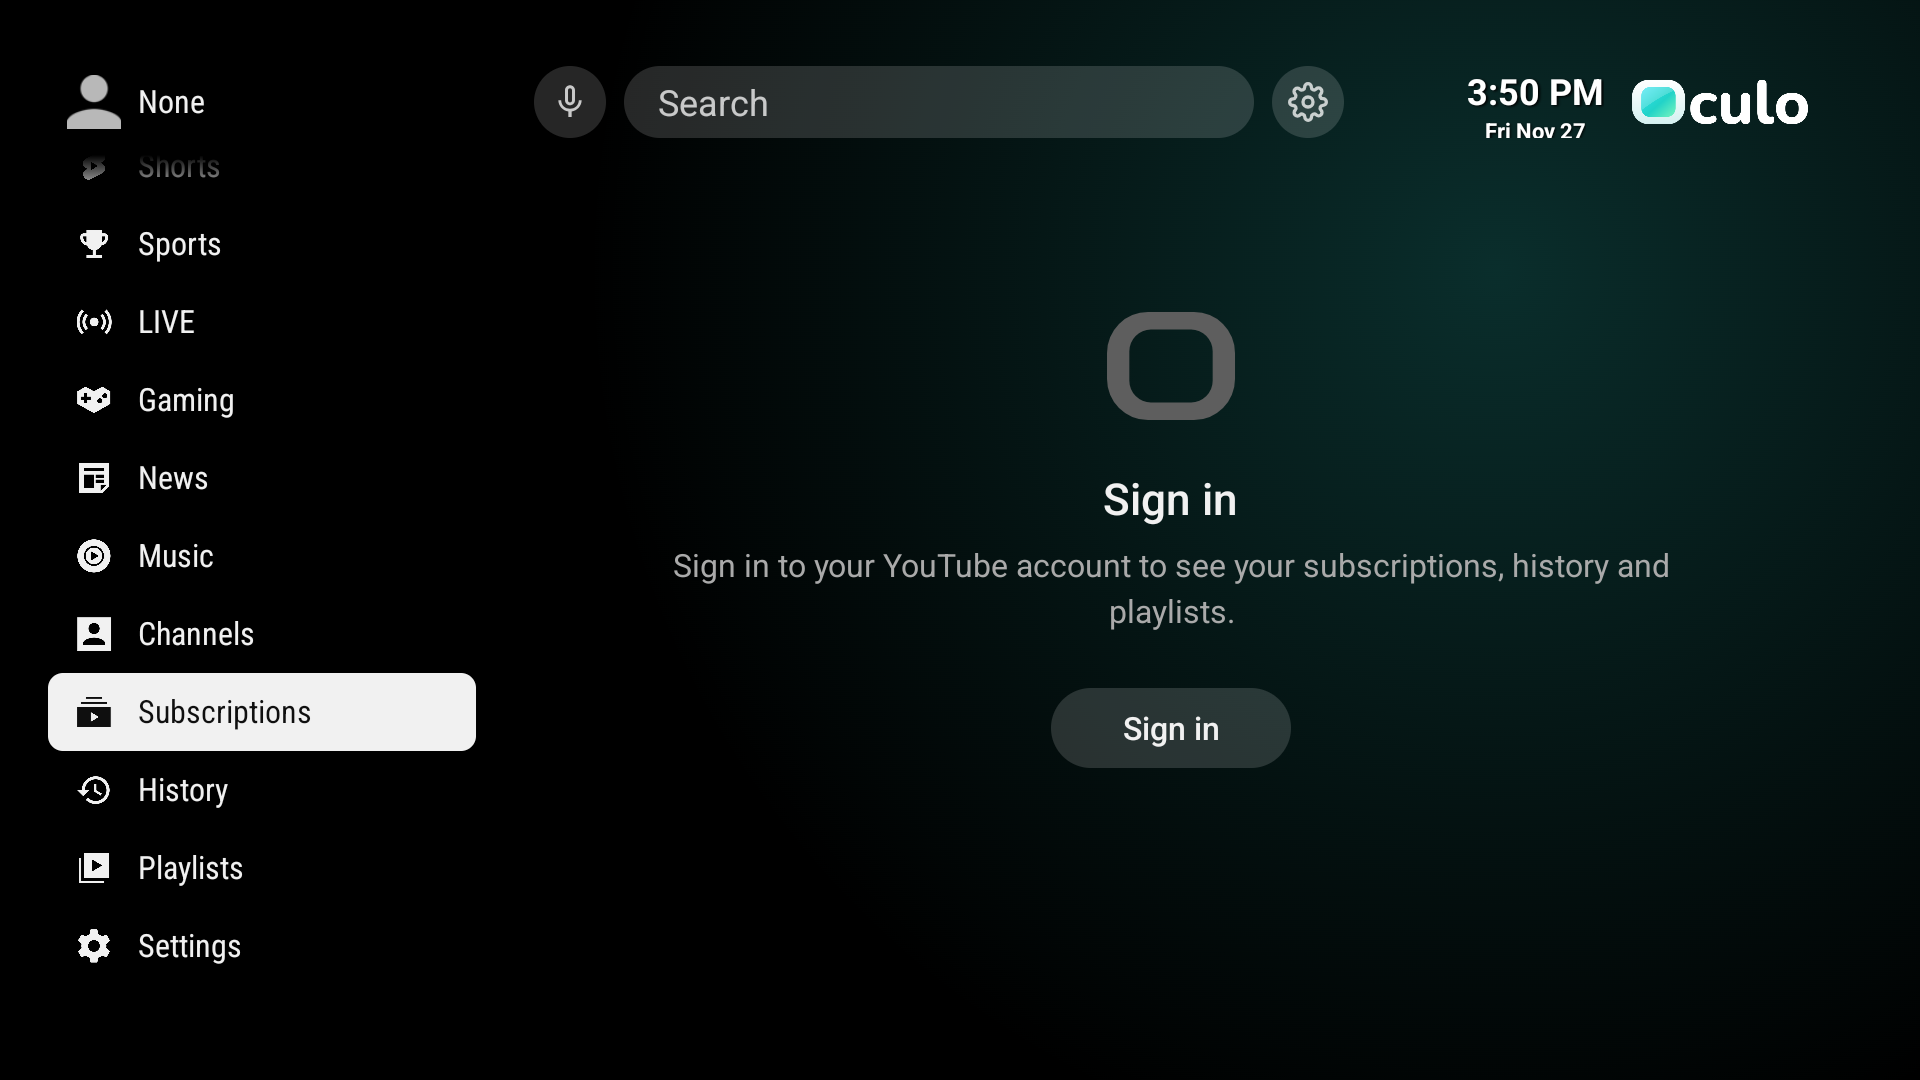 None
Shorts
Sports
LIVE
Gaming
News
Music
Channels
Subscriptions
History
Playlists
Settings
Search
3:50 PM
Fri Nov 27
Oculo
Sign in
Sign in to your YouTube account to see your subscriptions, history and
playlists.
Sign in